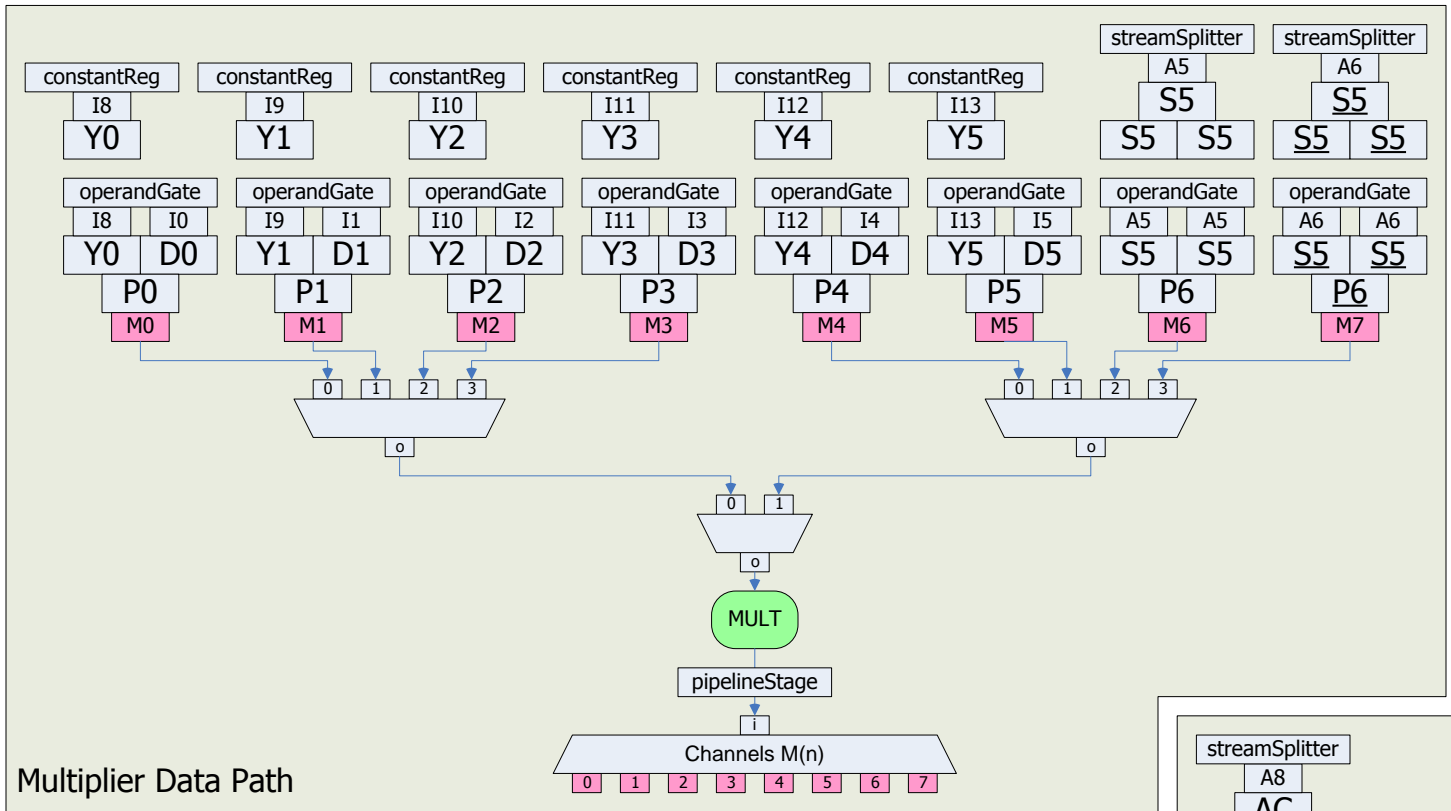 streamSplitter streamSplitter
constantReg constantReg constantReg constantReg constantReg constantReg A5 A6
I8 I9 I10 I11 I12 I13 S5 S5
Y0 Y1 Y2 Y3 Y4 Y5 S5 S5 S5 S5
operandGate operandGate operandGate operandGate operandGate operandGate operandGate operandGate
I8 I0 I9 I1 I10 I2 I11 I3 I12 I4 I13 I5 A5 A5 A6 A6
Y0 D0 Y1 D1 Y2 D2 Y3 D3 Y4 D4 Y5 D5 S5 S5 S5 S5
P0 P1 P2 P3 P4 P5 P6 P6
M0 M1 M2 M3 M4 M5 M6 M7
0 1 2 3 0 1 2 3
o o
0 1
o
MULT
pipelineStage
i
Channels M(n)
0 1 2 3 4 5 6 7
Multiplier Data Path
streamSplitter
A8
AC